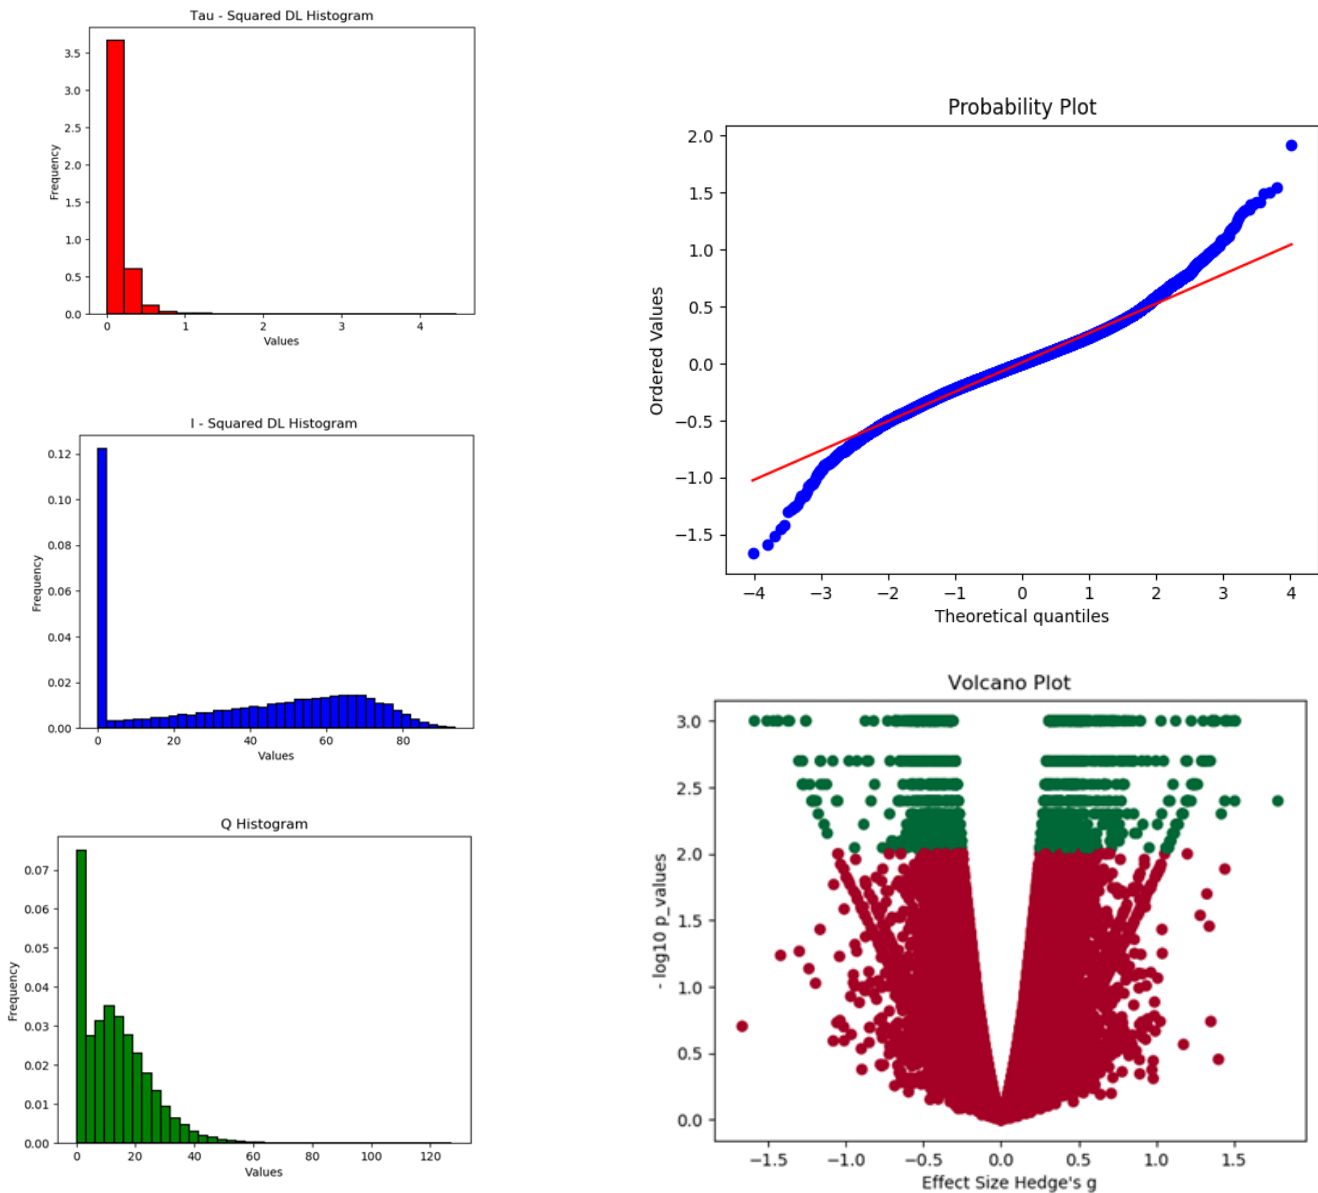 Tau - Squared DL Histogram
3.5
3.0
2.5
2.0
1.5
1.0
0.5
0.0
Frequency
0 1 2 3 4
Values
I - Squared DL Histogram
0.12
0.10
0.08
0.06
0.04
0.02
0.00
Frequency
0 20 40 60 80
Values
Q Histogram
0.07
0.06
0.05
0.04
0.03
0.02
0.01
0.00
Frequency
0 20 40 60 80 100 120
Values
Probability Plot
2.0
1.5
1.0
0.5
0.0
−0.5
−1.0
−1.5
Ordered Values
−4 −3 −2 −1 0 1 2 3 4
Theoretical quantiles
Volcano Plot
3.0
2.5
2.0
1.5
1.0
0.5
0.0
- log10 p_values
−1.5 −1.0 −0.5 0.0 0.5 1.0 1.5
Effect Size Hedge's g